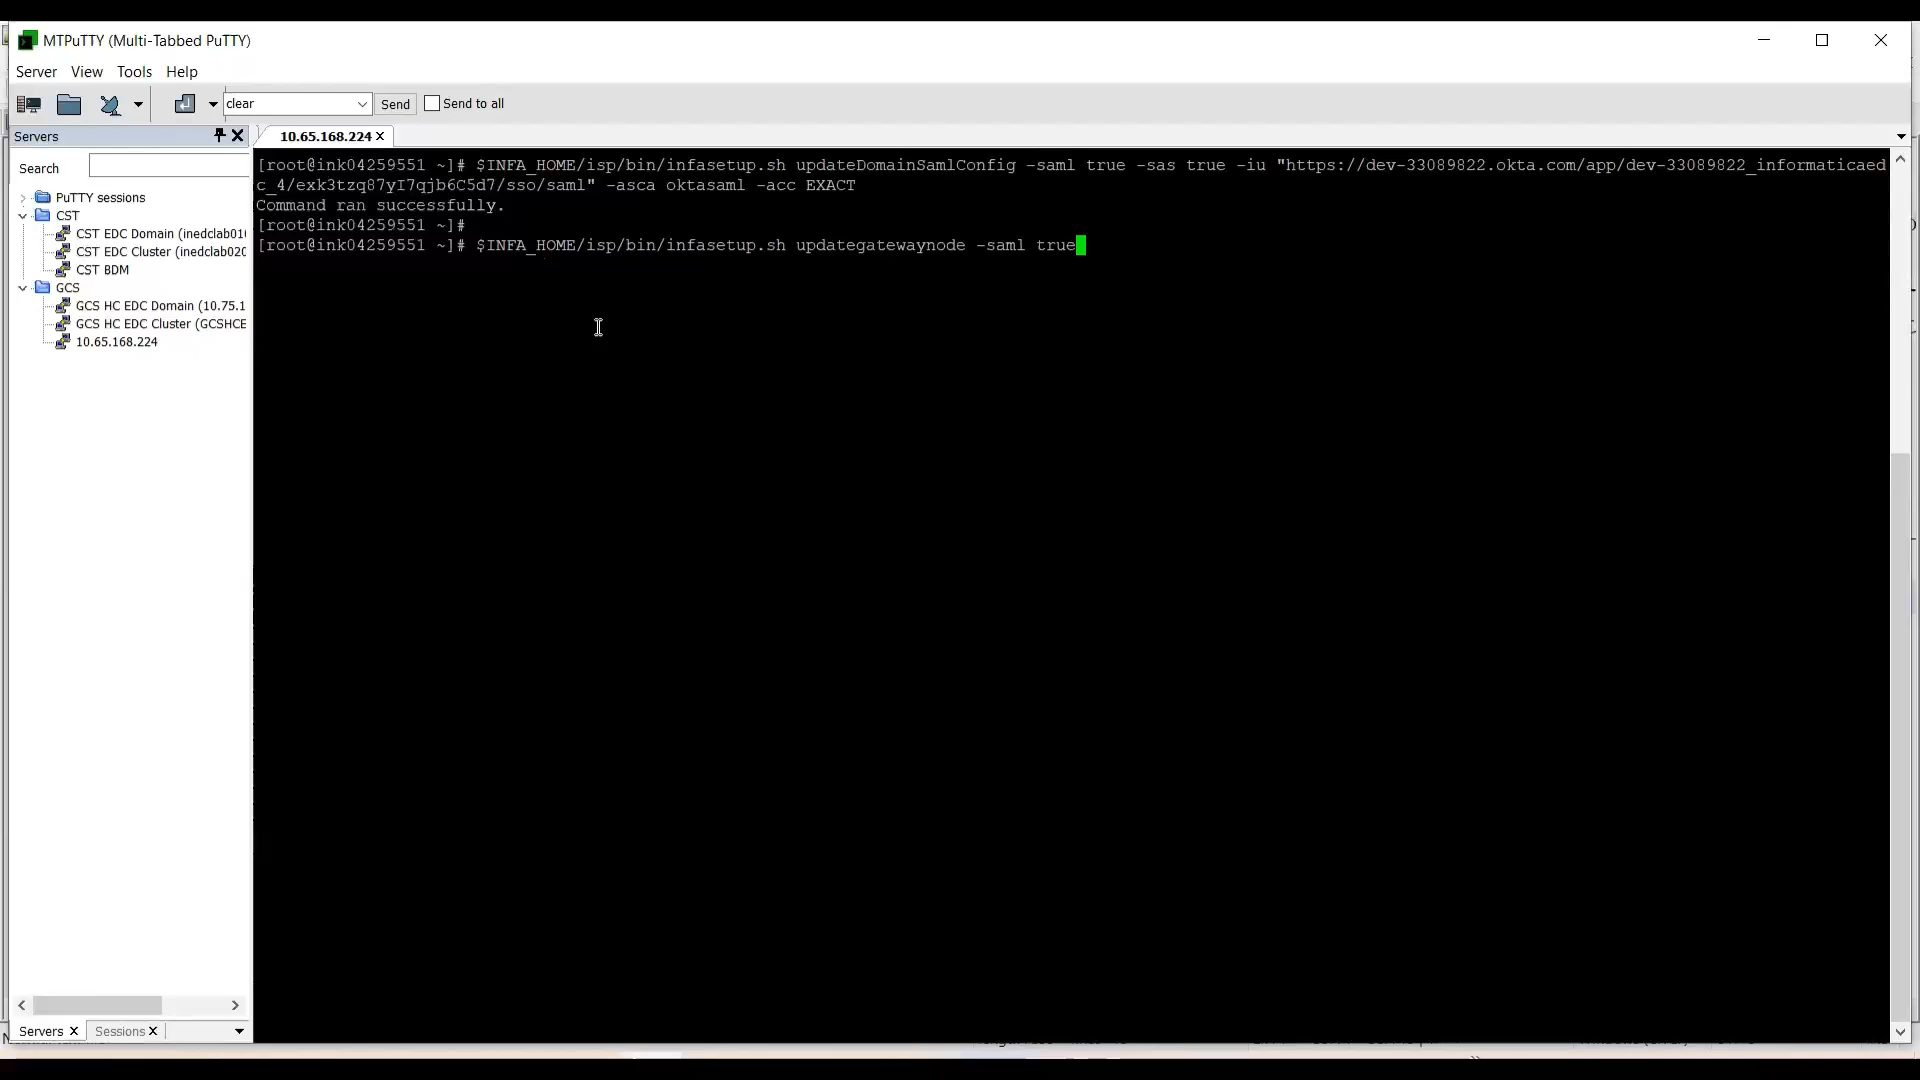 MTPuTTY (Multi-Tabbed PuTTY)
Server View Tools Help
clear Send Send to all
Servers
10.65.168.224
Search
PuTTY sessions
CST
CST EDC Domain (inedclab01
CST EDC Cluster (inedclab020
CST BDM
GCS
GCS HC EDC Domain (10.75.1
GCS HC EDC Cluster (GCSHCE
10.65.168.224
[root@ink04259551 ~]# $INFA_HOME/isp/bin/infasetup.sh updateDomainSamlConfig -saml true -sas true -iu "https://dev-33089822.okta.com/app/dev-33089822_informaticaed
c_4/exk3tzq87yI7qjb6C5d7/sso/saml" -asca oktasaml -acc EXACT
Command ran successfully.
[root@ink04259551 ~]#
[root@ink04259551 ~]# $INFA_HOME/isp/bin/infasetup.sh updategatewaynode -saml true
Servers Sessions